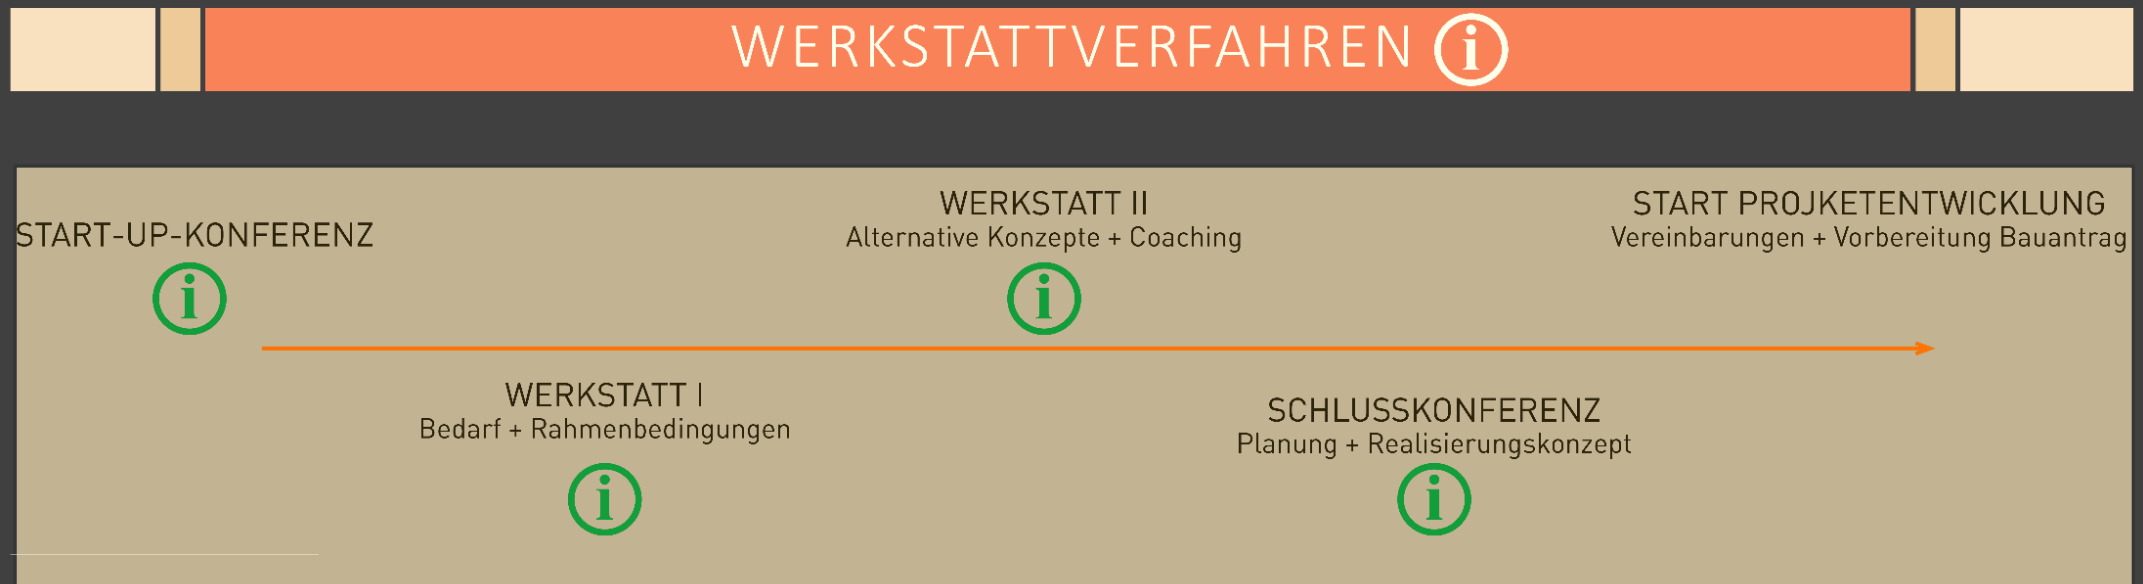 WERKSTATTVERFAHREN i
START-UP-KONFERENZ
i
WERKSTATT I
Bedarf + Rahmenbedingungen
i
WERKSTATT II
Alternative Konzepte + Coaching
i
SCHLUSSKONFERENZ
Planung + Realisierungskonzept
i
START PROJKETENTWICKLUNG
Vereinbarungen + Vorbereitung Bauantrag